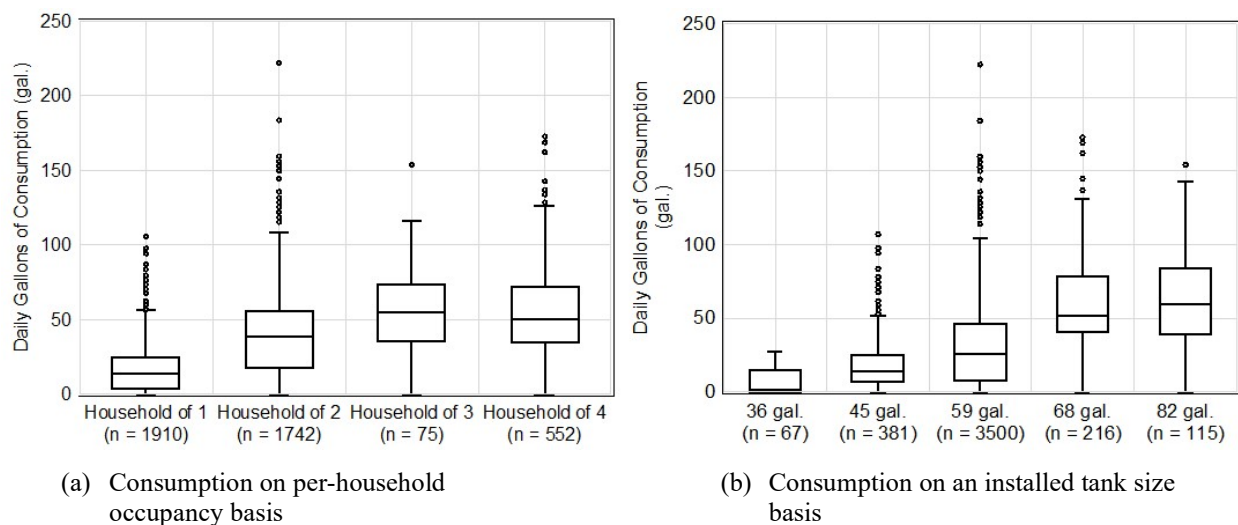 Daily Gallons of Consumption (gal.)
250
200
150
100
50
0
Household of 1 Household of 2 Household of 3 Household of 4
(n = 1910) (n = 1742) (n = 75) (n = 552)
(a) Consumption on per-household
occupancy basis
Daily Gallons of Consumption
(gal.)
250
200
150
100
50
0
36 gal. 45 gal. 59 gal. 68 gal. 82 gal.
(n = 67) (n = 381) (n = 3500) (n = 216) (n = 115)
(b) Consumption on an installed tank size
basis